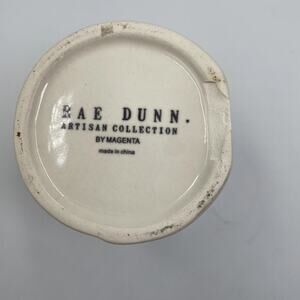 RAE DUNN.
ARTISAN COLLECTION
BY MAGENTA
made in china